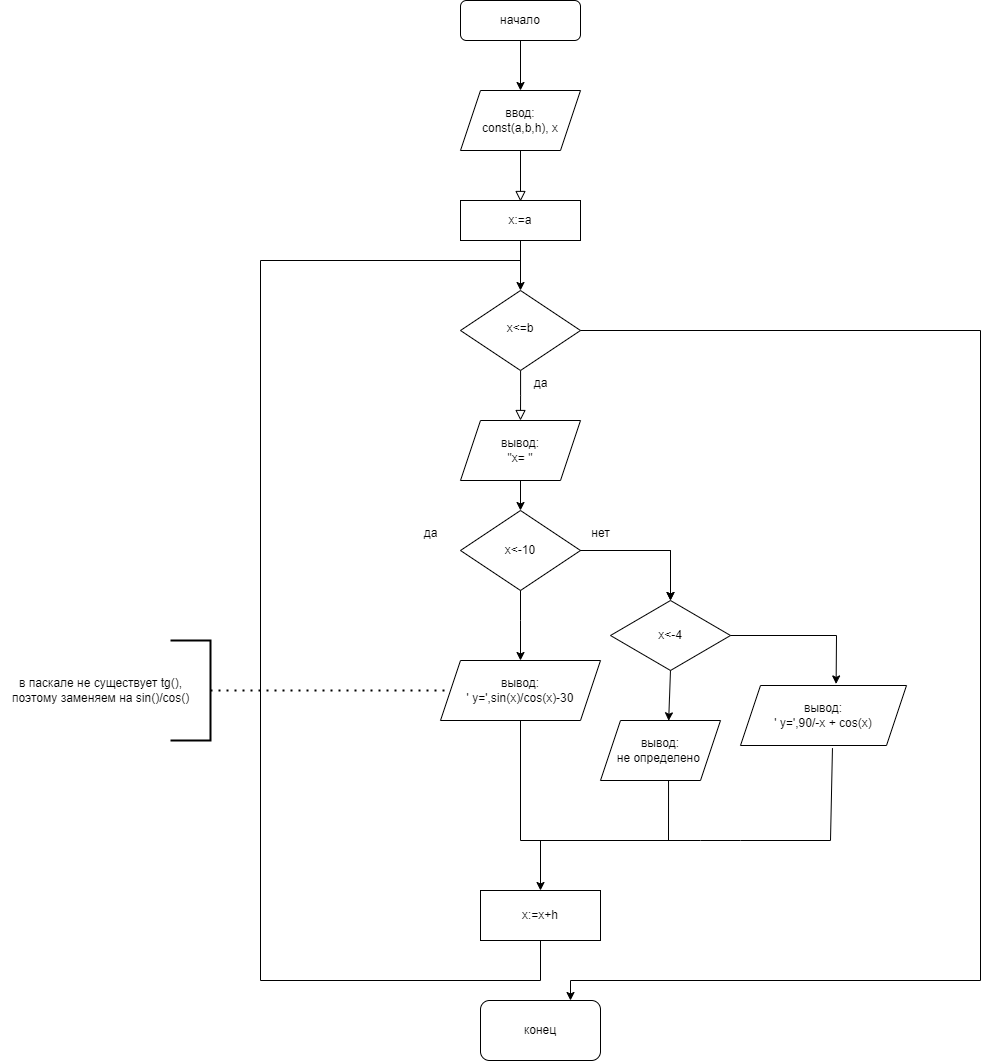 начало
ввод:
const(a,b,h), x
x:=a
x<=b
да
вывод:
"x= "
да
x<-10
нет
x<-4
в паскале не существует tg(),
поэтому заменяем на sin()/cos()
вывод:
' y=',sin(x)/cos(x)-30
вывод:
' y=',90/-x + cos(x)
вывод:
не определено
x:=x+h
конец